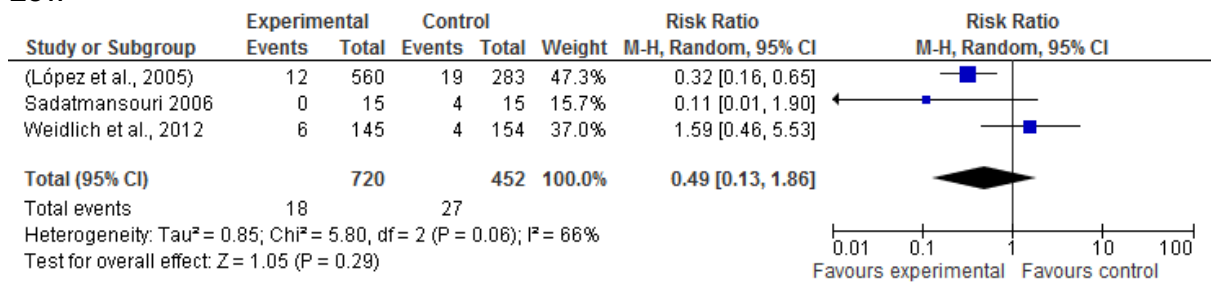 Experimental Control Risk Ratio Risk Ratio
Study or Subgroup Events Total Events Total Weight M-H, Random, 95% CI M-H, Random, 95% CI
(López et al., 2005) 12 560 19 283 47.3% 0.32 [0.16, 0.65]
Sadatmansouri 2006 0 15 4 15 15.7% 0.11 [0.01, 1.90]
Weidlich et al., 2012 6 145 4 154 37.0% 1.59 [0.46, 5.53]
Total (95% CI) 720 452 100.0% 0.49 [0.13, 1.86]
Total events 18 27
Heterogeneity: Tau² = 0.85; Chi² = 5.80, df = 2 (P = 0.06); I² = 66%
Test for overall effect: Z = 1.05 (P = 0.29)
0.01 0.1 1 10 100
Favours experimental Favours control